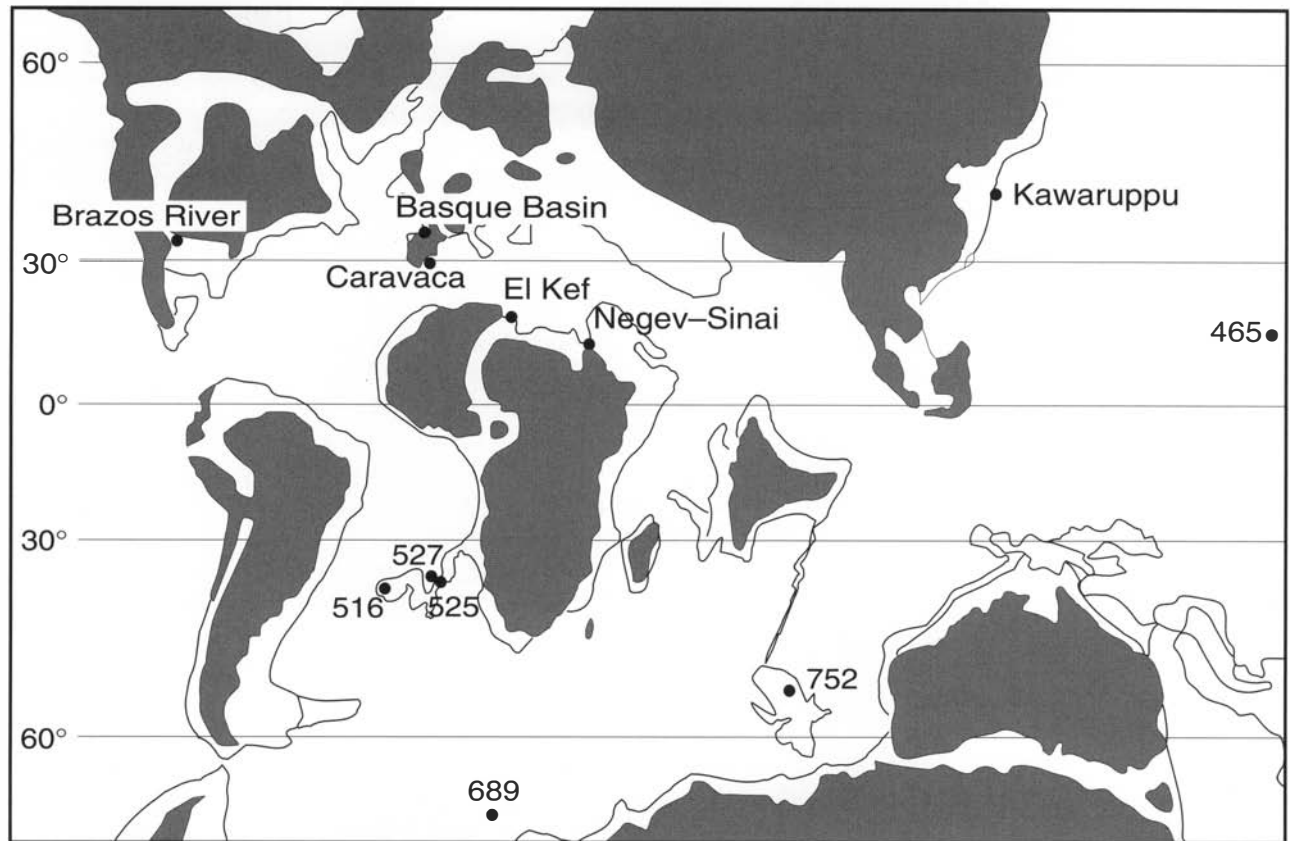 60°
Kawaruppu
Brazos River
Basque Basin
30°
Caravaca
El Kef
Negev–Sinai
465
0°
30°
527
516
525
752
60°
689